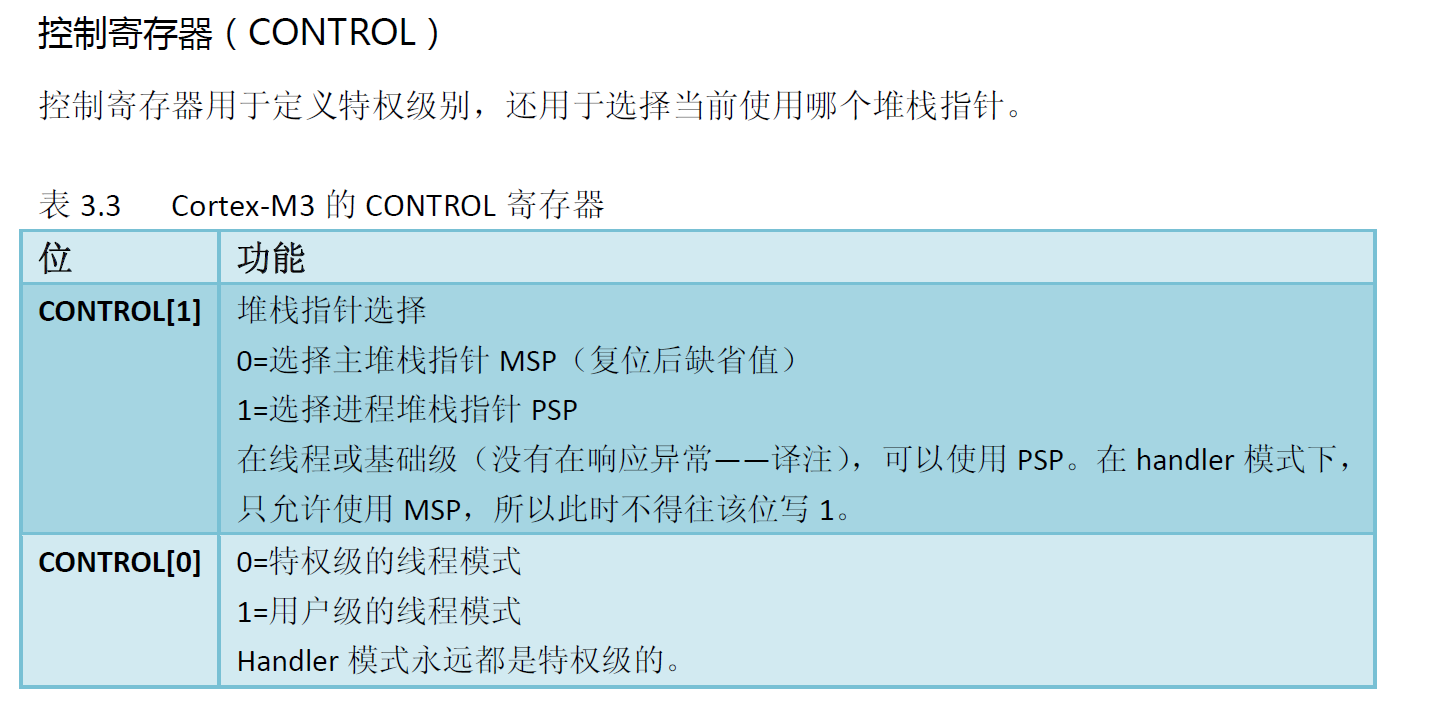 控制寄存器（CONTROL）
控制寄存器用于定义特权级别，还用于选择当前使用哪个堆栈指针。
表 3.3 Cortex-M3 的 CONTROL 寄存器
位 功能
CONTROL[1] 堆栈指针选择
0=选择主堆栈指针 MSP（复位后缺省值）
1=选择进程堆栈指针 PSP
在线程或基础级（没有在响应异常——译注），可以使用 PSP。在 handler 模式下，
只允许使用 MSP，所以此时不得往该位写 1。
CONTROL[0] 0=特权级的线程模式
1=用户级的线程模式
Handler 模式永远都是特权级的。